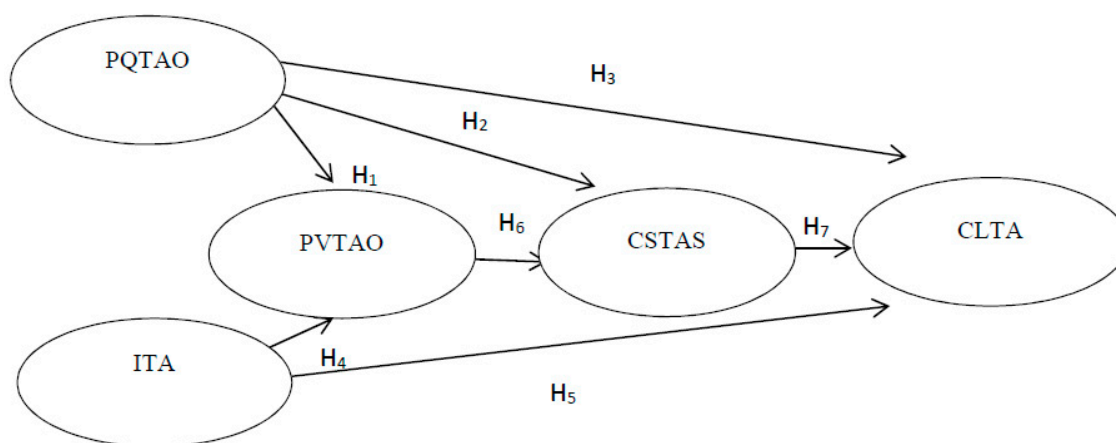 PQTAO
H₃
H₂
H₁
PVTAO
H₆
CSTAS
H₇
CLTA
ITA
H₄
H₅